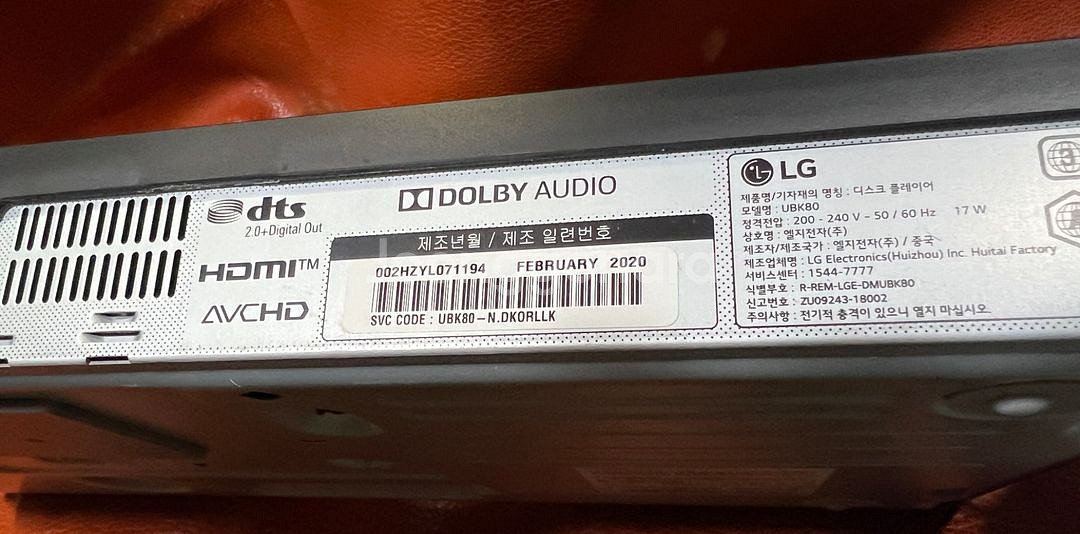 dts
2.0+Digital Out
HDMI™
AVCHD
DOLBY AUDIO
제조년월 / 제조 일련번호
002HZYL071194 FEBRUARY 2020
SVC CODE : UBK80-N.DKORLLK
LG
제품명/기자재의 명칭 : 디스크 플레이어
모델명 : UBK80
정격전압 : 200 - 240 V ~ 50 / 60 Hz 17 W
상호명 : 엘지전자(주)
제조자/제조국가 : 엘지전자(주) / 중국
제조업체명 : LG Electronics(Huizhou) Inc. Huitai Factory
서비스센터 : 1544-7777
식별부호 : R-REM-LGE-DMUBK80
신고번호 : ZU09243-18002
주의사항 : 전기적 충격이 있으니 열지 마십시오
3